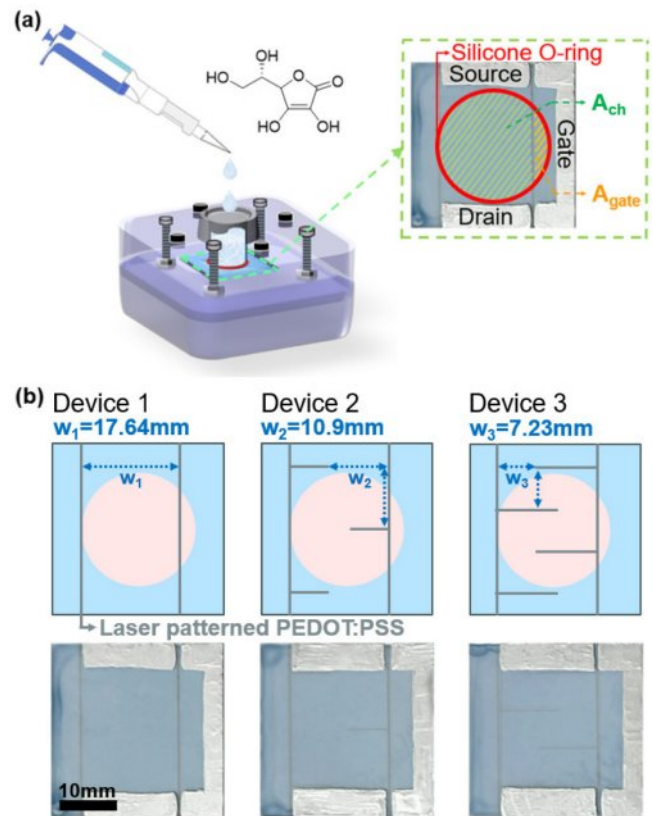 (a)
OH
HO
O
O
OH
OH
Silicone O-ring
Source
A_ch
Gate
A_gate
Drain
(b)
Device 1
w₁=17.64mm
Device 2
w₂=10.9mm
Device 3
w₃=7.23mm
w₁
w₂
w₃
Laser patterned PEDOT:PSS
10mm